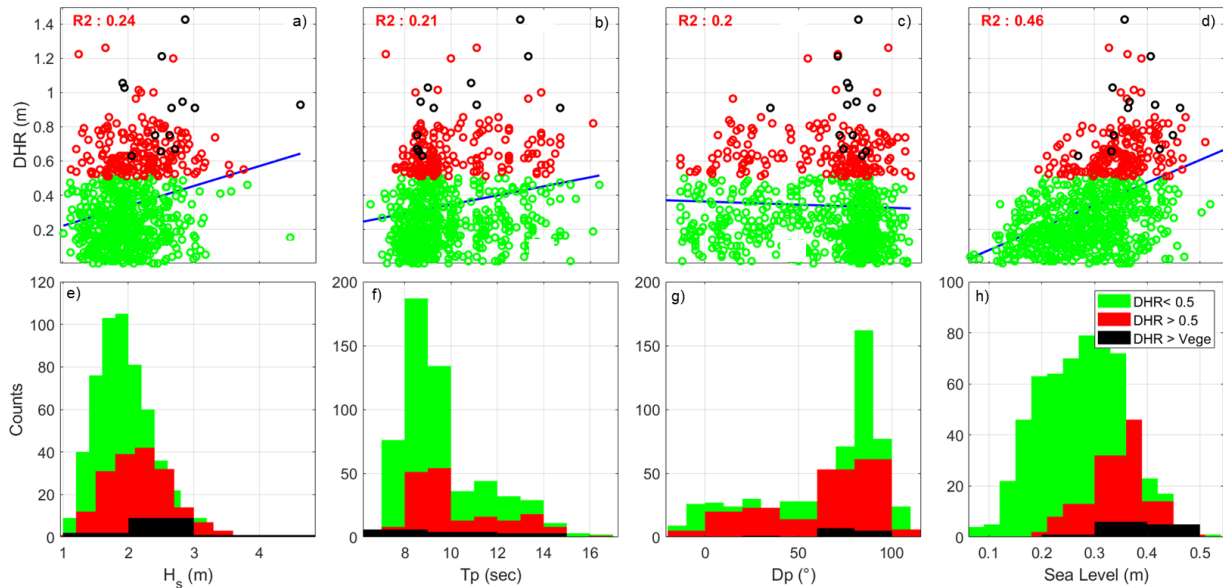 R2 : 0.24 a)
R2 : 0.21 b)
R2 : 0.2 c)
R2 : 0.46 d)
DHR (m)
1.4
1.2
1
0.8
0.6
0.4
0.2
e)
f)
g)
h)
DHR< 0.5
DHR > 0.5
DHR > Vege
Counts
120
100
80
60
40
20
0
200
150
100
50
0
200
150
100
50
0
100
80
60
40
20
0
1 2 3 4
8 10 12 14 16
0 50 100
0.1 0.2 0.3 0.4 0.5
H_s (m)
Tp (sec)
Dp (°)
Sea Level (m)